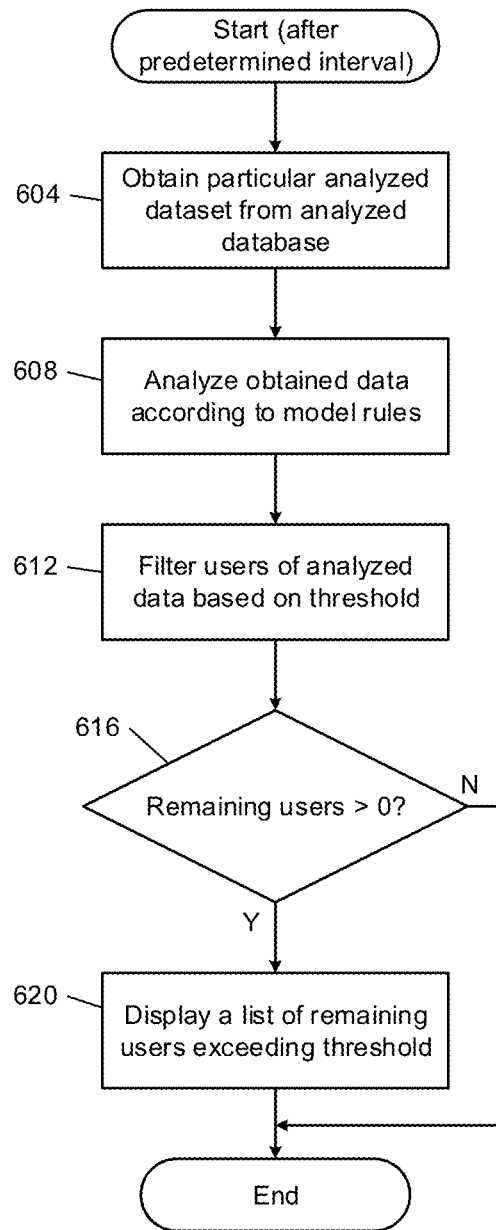 Start (after
predetermined interval)
604
Obtain particular analyzed
dataset from analyzed
database
608
Analyze obtained data
according to model rules
612
Filter users of analyzed
data based on threshold
616
Remaining users > 0?
N
Y
620
Display a list of remaining
users exceeding threshold
End